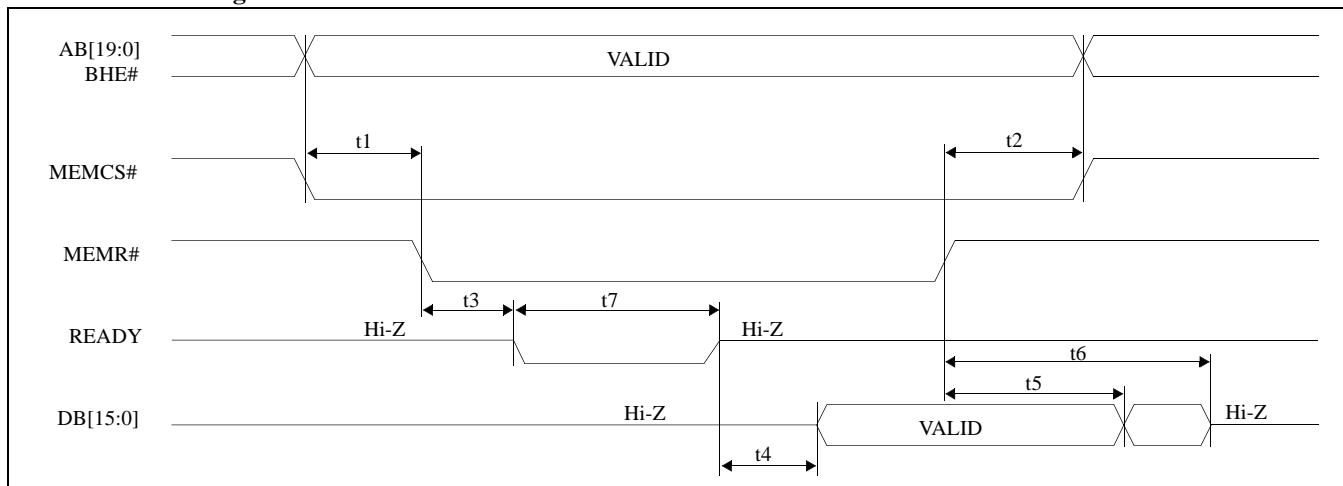 AB[19:0]
BHE#
VALID
t1
t2
MEMCS#
MEMR#
t3
t7
READY
Hi-Z
Hi-Z
t6
t5
DB[15:0]
Hi-Z
VALID
Hi-Z
t4